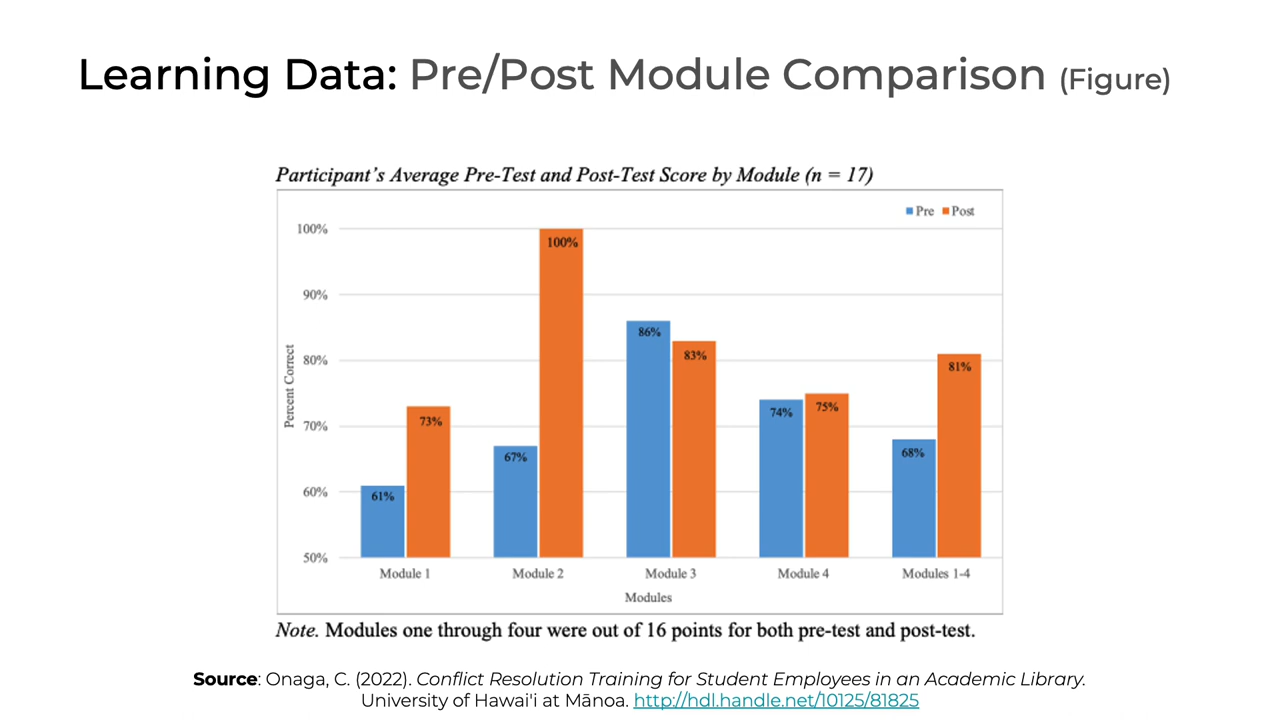 Learning Data: Pre/Post Module Comparison (Figure)
Participant's Average Pre-Test and Post-Test Score by Module (n = 17)
Pre Post
100%
90%
80%
70%
60%
50%
Percent Correct
61%
73%
67%
100%
86%
83%
74%
75%
68%
81%
Module 1 Module 2 Module 3 Module 4 Modules 1-4
Modules
Note. Modules one through four were out of 16 points for both pre-test and post-test.
Source: Onaga, C. (2022). Conflict Resolution Training for Student Employees in an Academic Library.
University of Hawai'i at Mānoa. http://hdl.handle.net/10125/81825